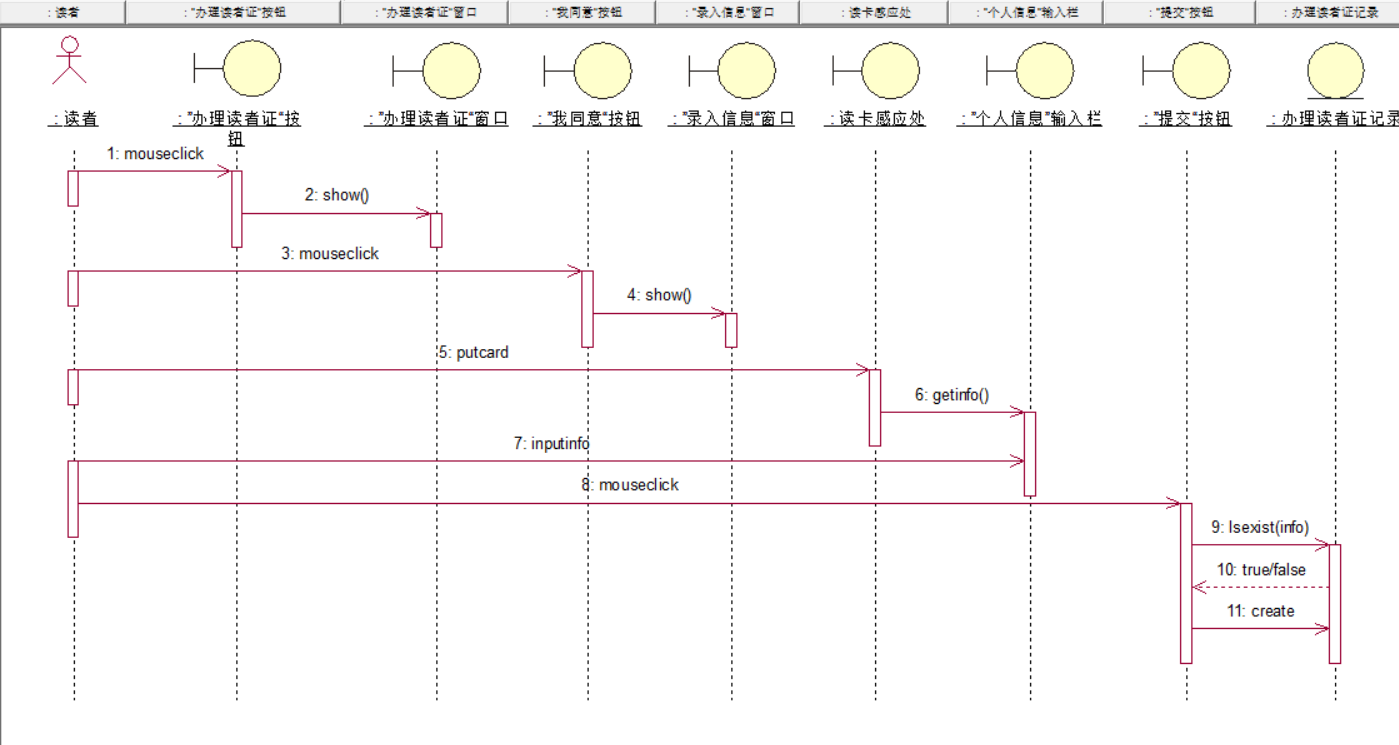 : 读者
: "办理读者证"按钮
: "办理读者证"窗口
: "我同意"按钮
: "录入信息"窗口
: 读卡感应处
: "个人信息"输入栏
: "提交"按钮
: 办理读者证记录
: 读者
: "办理读者证"按
钮
: "办理读者证"窗口
: "我同意"按钮
: "录入信息"窗口
: 读卡感应处
: "个人信息"输入栏
: "提交"按钮
: 办理读者证记录
1: mouseclick
2: show()
3: mouseclick
4: show()
5: putcard
6: getinfo()
7: inputinfo
8: mouseclick
9: Isexist(info)
10: true/false
11: create